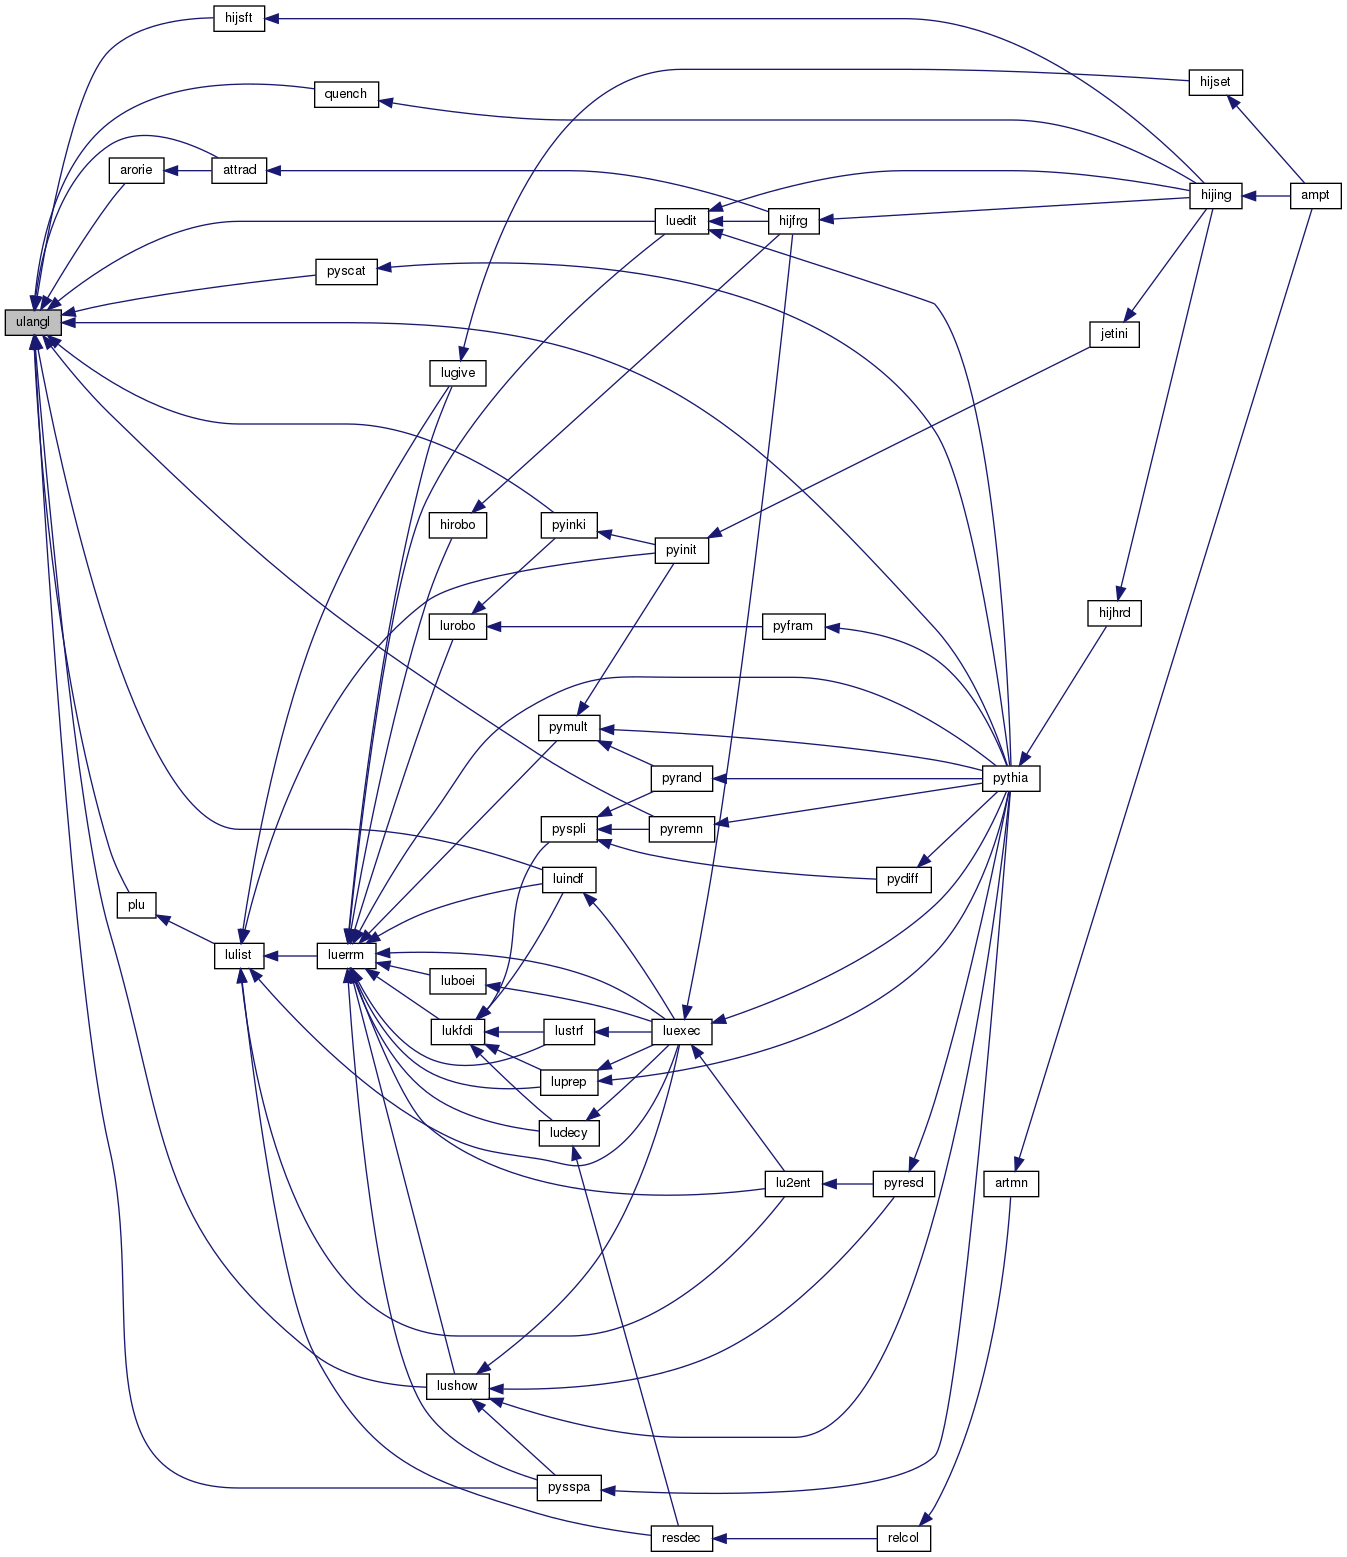 hijsft
hijset
quench
arorie
attrad
hijing
ampt
luedit
hijfrg
pyscat
ulangl
jetini
lugive
hirobo
pyinki
pyinit
hijhrd
lurobo
pyfram
pymult
pyrand
pythia
pyspli
pyremn
luindf
pydiff
plu
lulist
luerrm
luboei
lukfdi
lustrf
luexec
luprep
ludecy
lu2ent
pyresd
artmn
lushow
pysspa
resdec
relcol